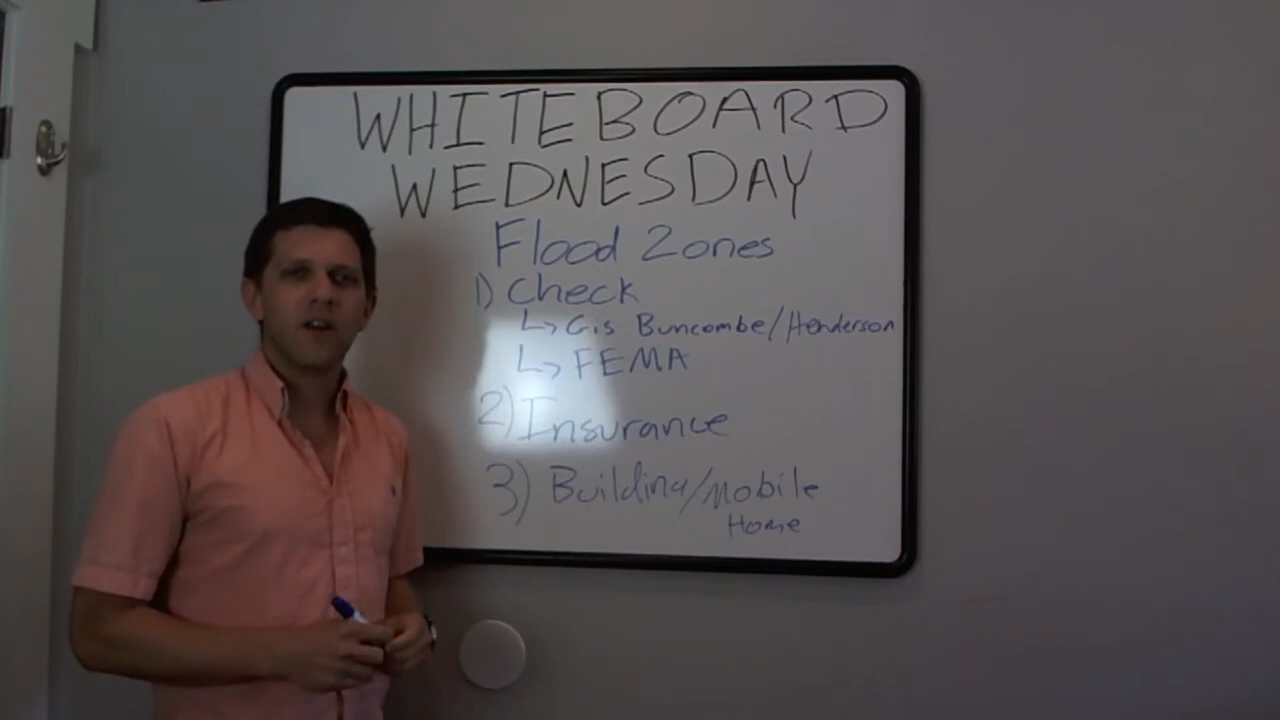 WHITEBOARD
WEDNESDAY
Flood Zones
1) Check
↳ Gis Buncombe/Henderson
↳ FEMA
2) Insurance
3) Building/Mobile
Home